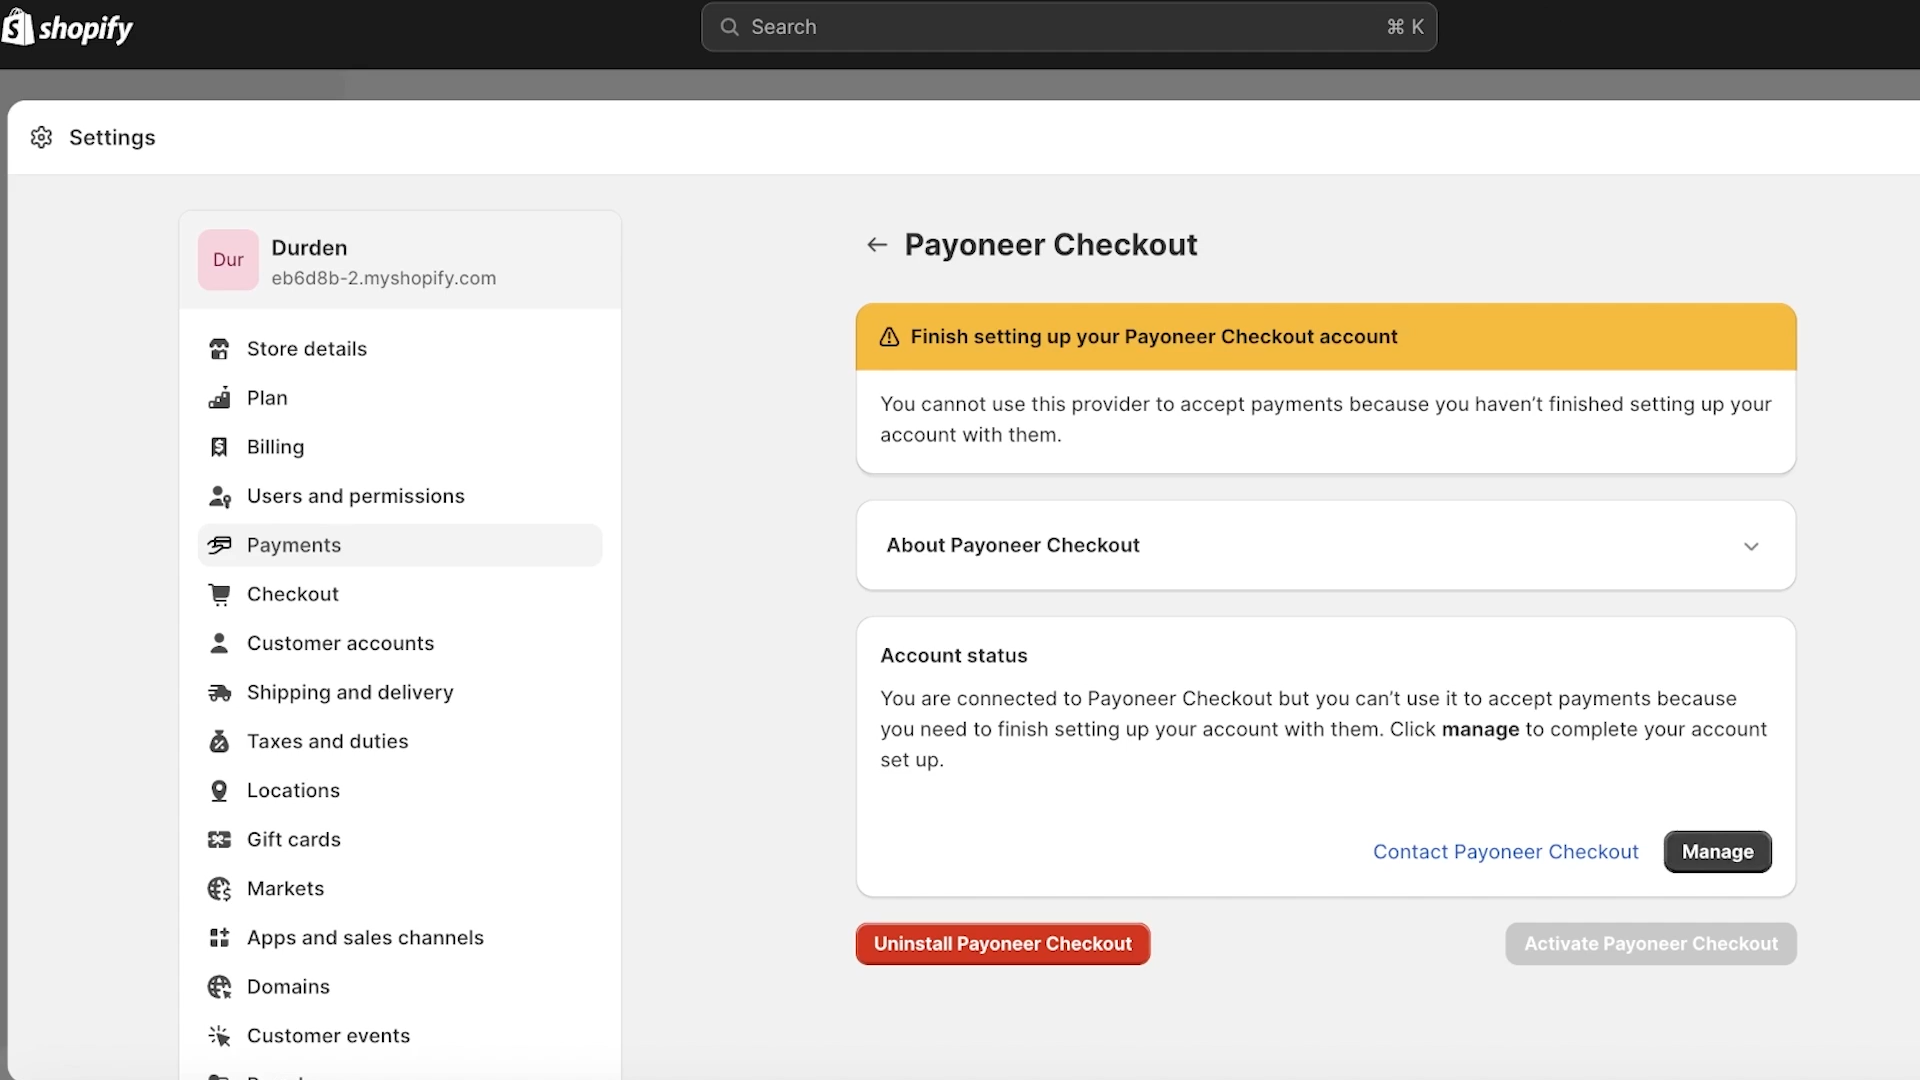 shopify
Search
⌘ K
Settings
Dur
Durden
eb6d8b-2.myshopify.com
Store details
Plan
Billing
Users and permissions
Payments
Checkout
Customer accounts
Shipping and delivery
Taxes and duties
Locations
Gift cards
Markets
Apps and sales channels
Domains
Customer events
Payoneer Checkout
Finish setting up your Payoneer Checkout account
You cannot use this provider to accept payments because you haven’t finished setting up your
account with them.
About Payoneer Checkout
Account status
You are connected to Payoneer Checkout but you can’t use it to accept payments because
you need to finish setting up your account with them. Click manage to complete your account
set up.
Contact Payoneer Checkout
Manage
Uninstall Payoneer Checkout
Activate Payoneer Checkout